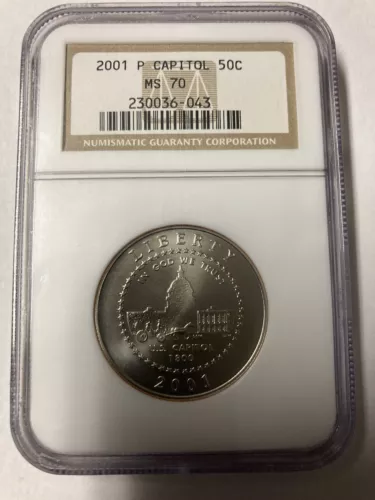 2001 P CAPITOL 50C
MS 70
230036-043
NUMISMATIC GUARANTY CORPORATION
LIBERTY
IN GOD WE TRUST
U.S. CAPITOL
1800
2001